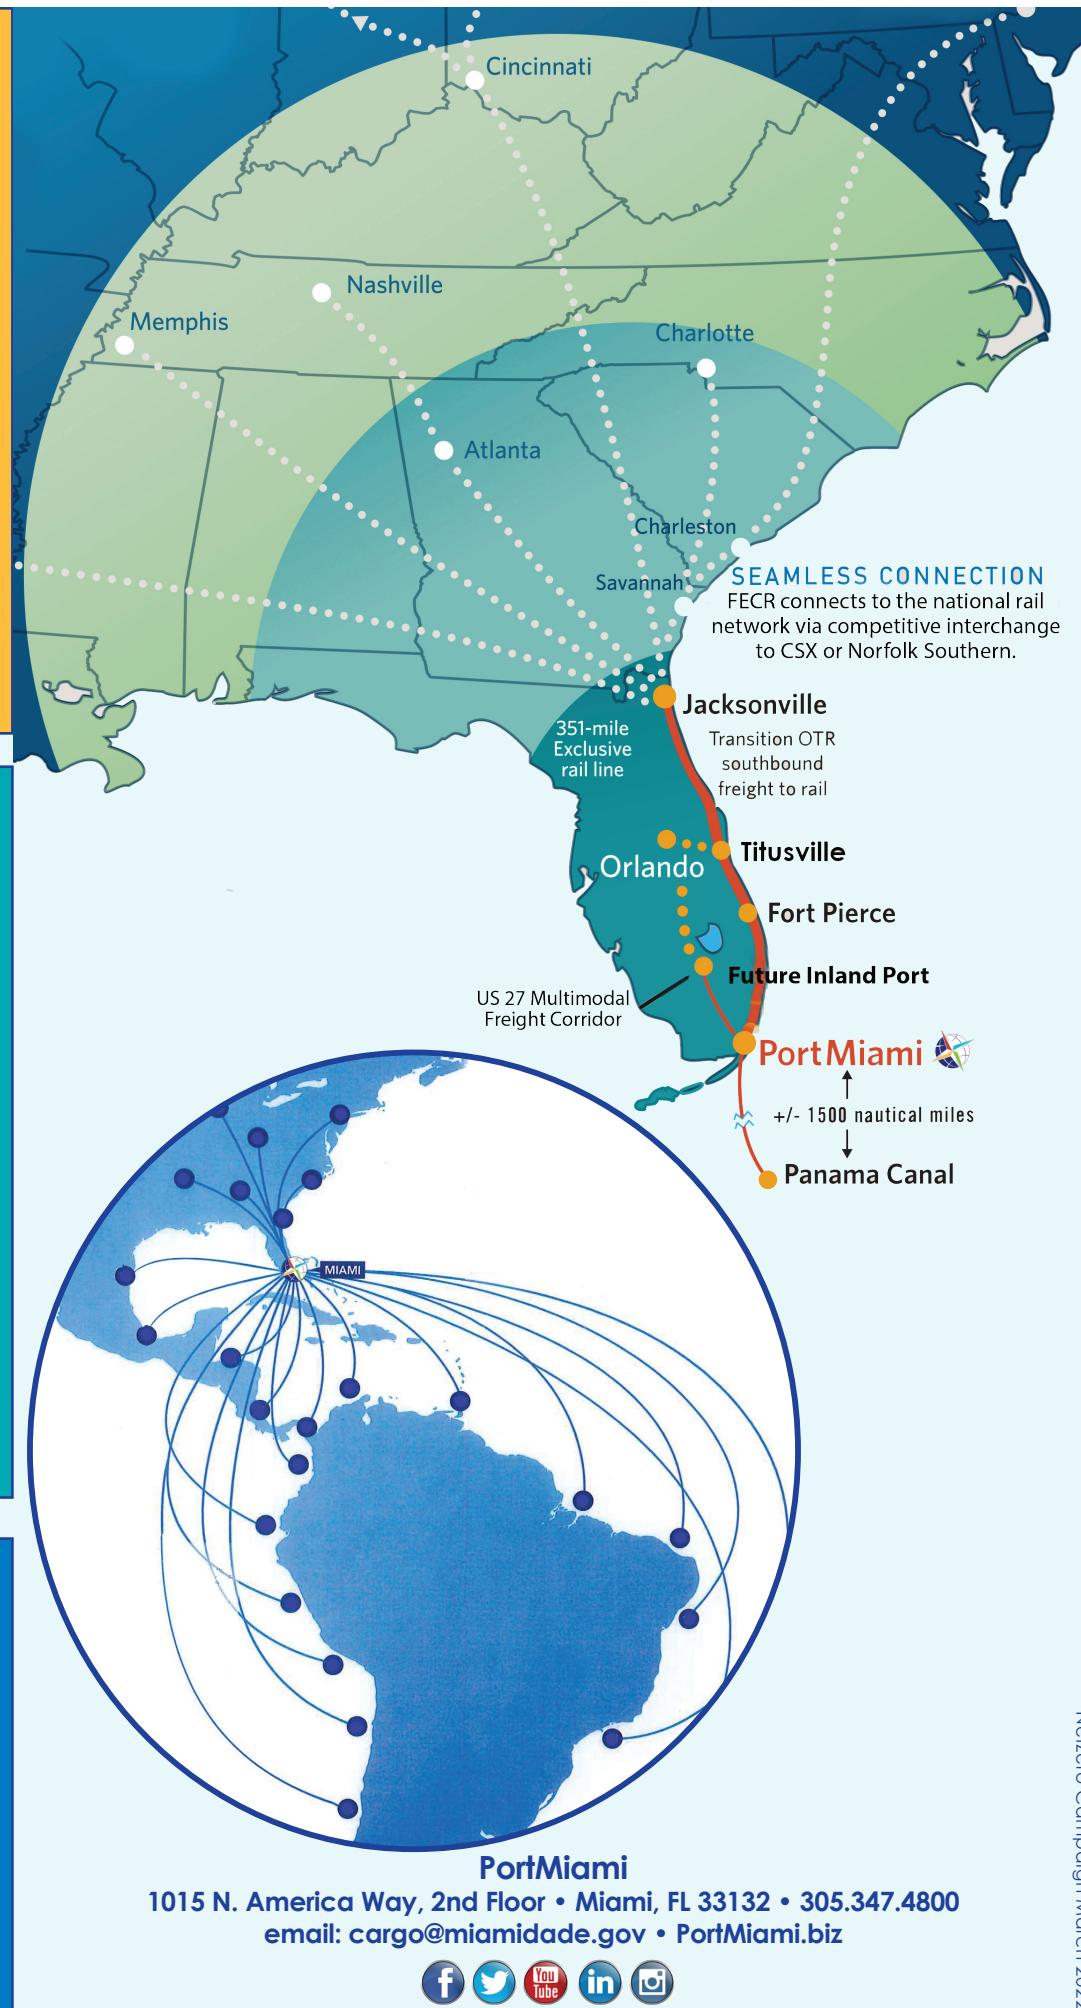 Cincinnati
Nashville
Memphis
Charlotte
Atlanta
Charleston
Savannah
SEAMLESS CONNECTION
FECR connects to the national rail
network via competitive interchange
to CSX or Norfolk Southern.
Jacksonville
351-mile
Exclusive
rail line
Transition OTR
southbound
freight to rail
Titusville
Orlando
Fort Pierce
Future Inland Port
US 27 Multimodal
Freight Corridor
PortMiami
+/- 1500 nautical miles
Panama Canal
MIAMI
PortMiami
1015 N. America Way, 2nd Floor • Miami, FL 33132 • 305.347.4800
email: cargo@miamidade.gov • PortMiami.biz
f
You
Tube
in